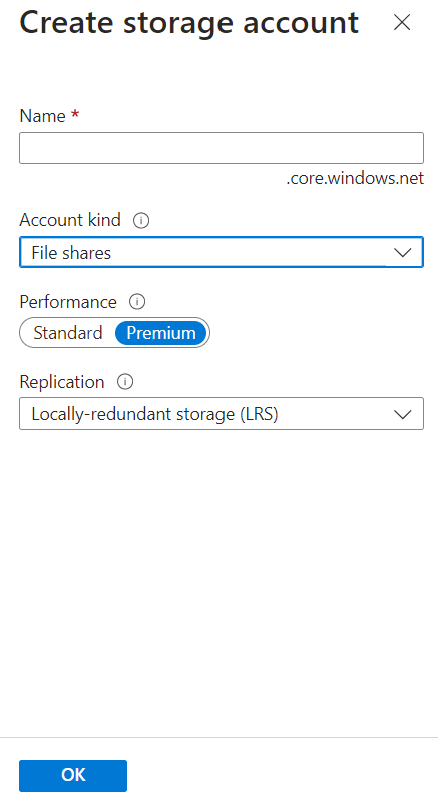 Create storage account
Name *
.core.windows.net
Account kind
File shares
Performance
Standard Premium
Replication
Locally-redundant storage (LRS)
OK